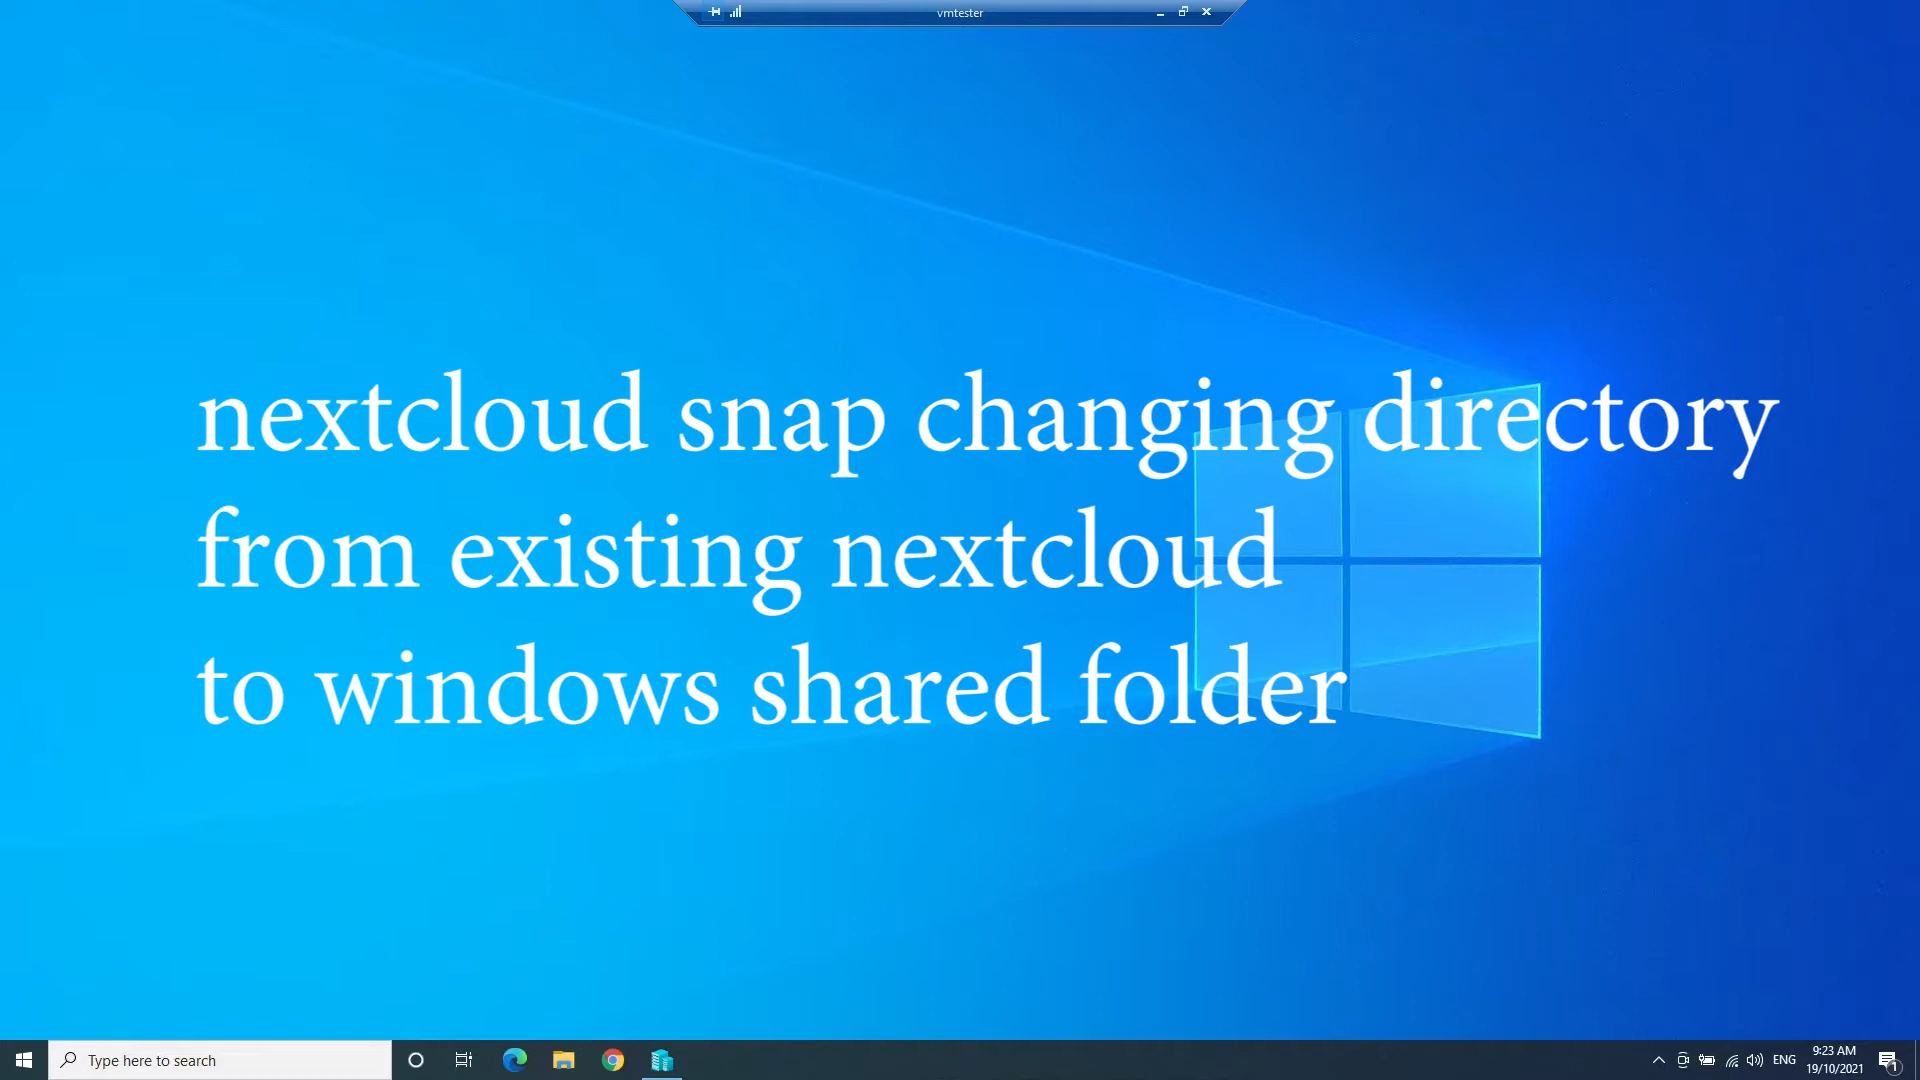 vmtester
nextcloud snap changing directory
from existing nextcloud
to windows shared folder
Type here to search
ENG
9:23 AM
19/10/2021
1